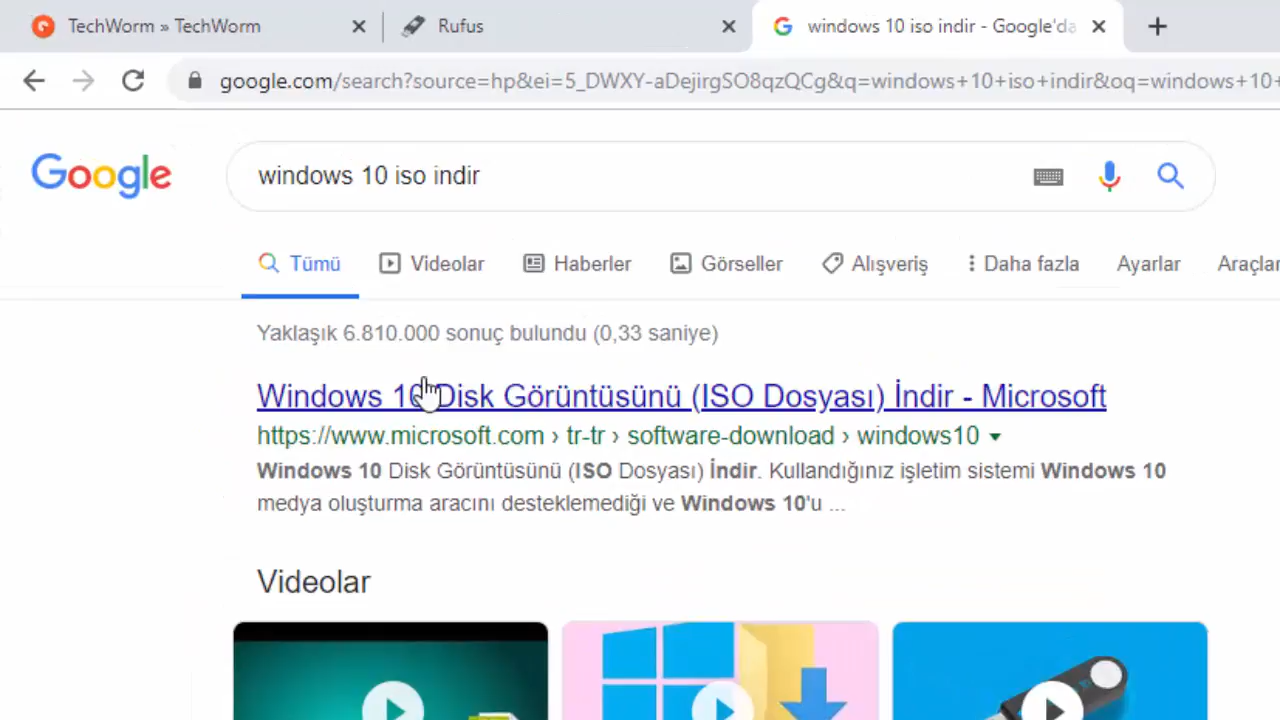 TechWorm » TechWorm
Rufus
windows 10 iso indir - Google'da
google.com/search?source=hp&ei=5_DWXY-aDejirgSO8qzQCg&q=windows+10+iso+indir&oq=windows+10+
Google
windows 10 iso indir
Tümü Videolar Haberler Görseller Alışveriş Daha fazla Ayarlar Araçlar
Yaklaşık 6.810.000 sonuç bulundu (0,33 saniye)
Windows 10 Disk Görüntüsünü (ISO Dosyası) İndir - Microsoft
https://www.microsoft.com › tr-tr › software-download › windows10
Windows 10 Disk Görüntüsünü (ISO Dosyası) İndir. Kullandığınız işletim sistemi Windows 10
medya oluşturma aracını desteklemediği ve Windows 10'u ...
Videolar